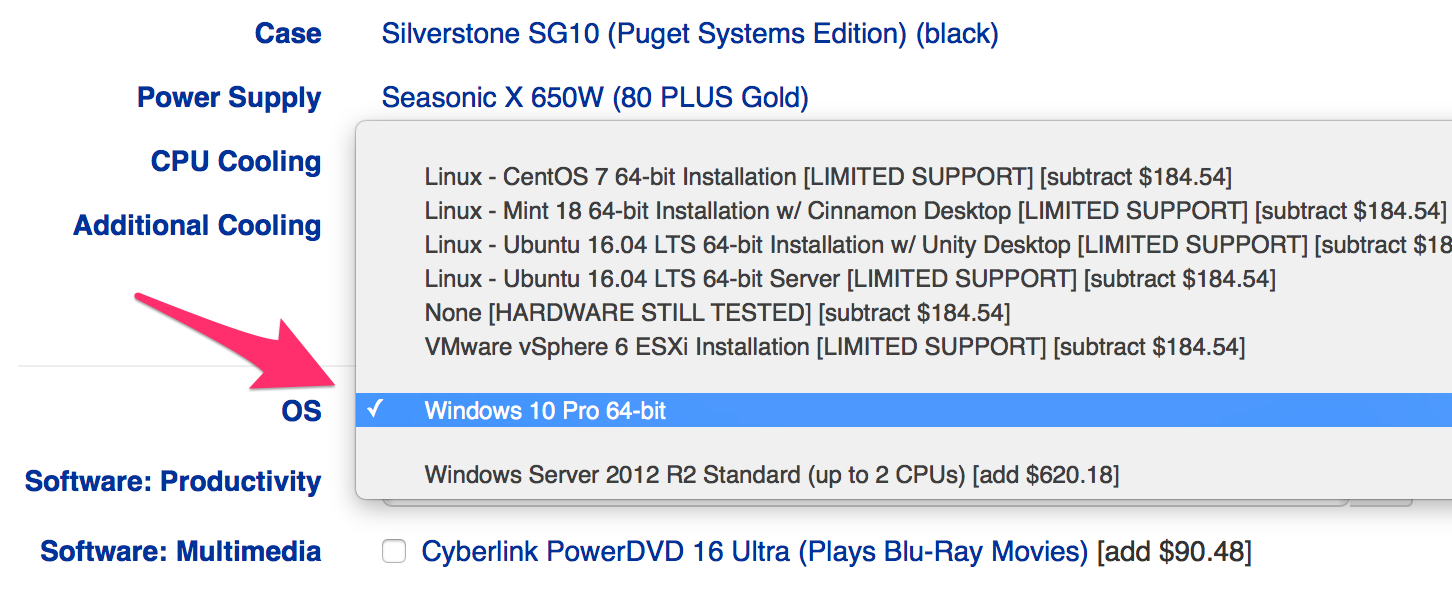 Case Silverstone SG10 (Puget Systems Edition) (black)
Power Supply Seasonic X 650W (80 PLUS Gold)
CPU Cooling
Linux - CentOS 7 64-bit Installation [LIMITED SUPPORT] [subtract $184.54]
Linux - Mint 18 64-bit Installation w/ Cinnamon Desktop [LIMITED SUPPORT] [subtract $184.54]
Additional Cooling
Linux - Ubuntu 16.04 LTS 64-bit Installation w/ Unity Desktop [LIMITED SUPPORT] [subtract $18
Linux - Ubuntu 16.04 LTS 64-bit Server [LIMITED SUPPORT] [subtract $184.54]
None [HARDWARE STILL TESTED] [subtract $184.54]
VMware vSphere 6 ESXi Installation [LIMITED SUPPORT] [subtract $184.54]
OS ✓ Windows 10 Pro 64-bit
Windows Server 2012 R2 Standard (up to 2 CPUs) [add $620.18]
Software: Productivity
Software: Multimedia Cyberlink PowerDVD 16 Ultra (Plays Blu-Ray Movies) [add $90.48]